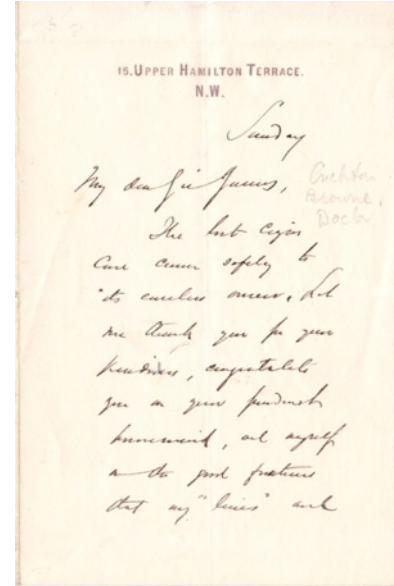 15. UPPER HAMILTON TERRACE.
N.W.
Sunday
My dear Sir James,
Crichton
Browne,
Doctor
The lost cigar
case came safely to
its careless owner. Let
me thank you for your
kindness, congratulate
you on your
, and myself
on the good fortune
that my "lines" and